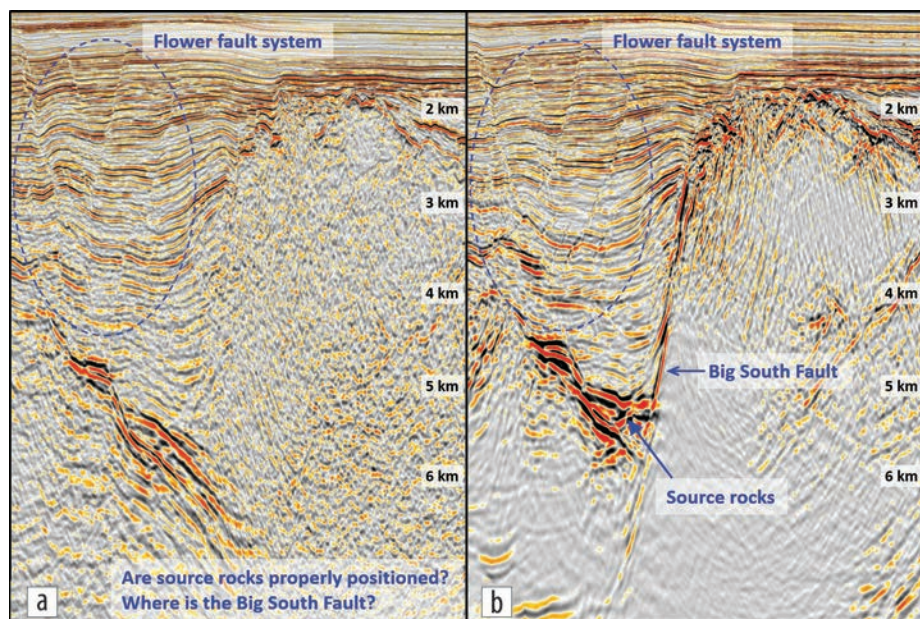 Flower fault system
2 km
3 km
4 km
5 km
6 km
Are source rocks properly positioned?
Where is the Big South Fault?
a
Flower fault system
2 km
3 km
4 km
Big South Fault
5 km
6 km
Source rocks
b